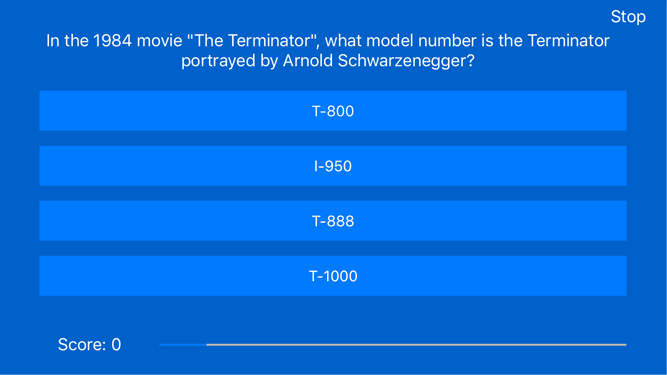 Stop
In the 1984 movie "The Terminator", what model number is the Terminator
portrayed by Arnold Schwarzenegger?
T-800
I-950
T-888
T-1000
Score: 0